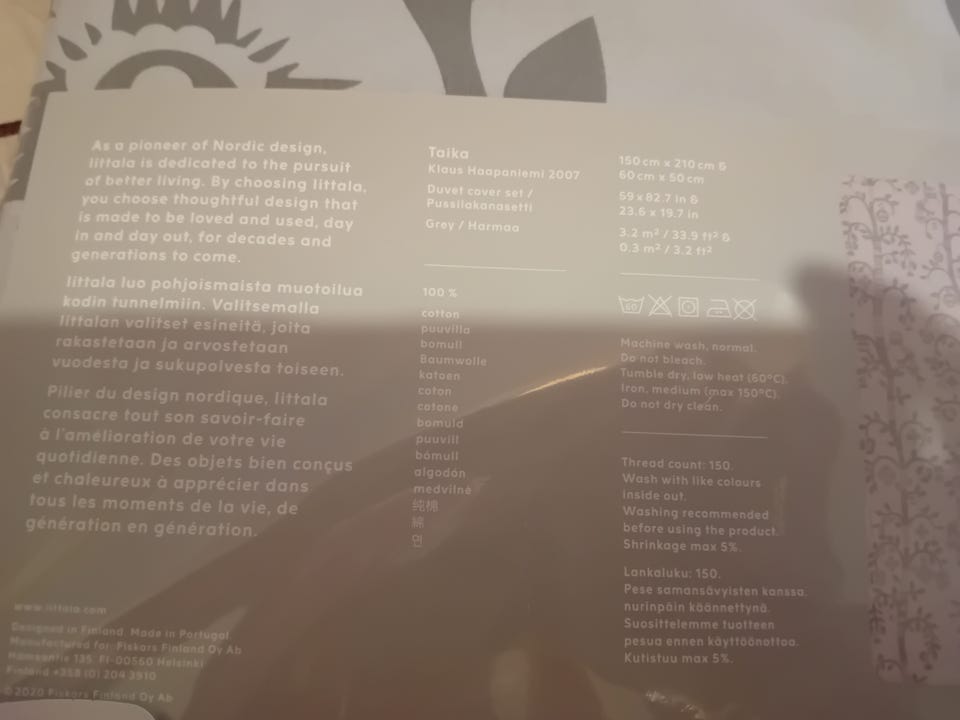 As a pioneer of Nordic design,
Iittala is dedicated to the pursuit
of better living. By choosing Iittala,
you choose thoughtful design that
is made to be loved and used, day
in and day out, for decades and
generations to come.
Iittala luo pohjoismaista muotoilua
kodin tunnelmiin. Valitsemalla
Iittalan valitset esineitä, joita
rakastetaan ja arvostetaan
vuodesta ja sukupolvesta toiseen.
Pilier du design nordique, Iittala
consacre tout son savoir-faire
à l'amélioration de votre vie
quotidienne. Des objets bien conçus
et chaleureux à apprécier dans
tous les moments de la vie, de
génération en génération.
www.iittala.com
Designed in Finland. Made in Portugal
Manufactured for: Fiskars Finland Oy Ab
Hämeentie 135, FI-00560 Helsinki
Finland +358 (0) 204 3910
©2020 Fiskars Finland Oy Ab
Taika
Klaus Haapaniemi 2007
Duvet cover set /
Pussilakanasetti
Grey / Harmaa
100 %
cotton
puuvilla
bomull
Baumwolle
katoen
coton
cotone
bomuld
puuvill
bómull
algodón
medvilnė
纯棉
綿
면
150 cm x 210 cm &
60 cm x 50 cm
59 x 82.7 in &
23.6 x 19.7 in
3.2 m² / 33.9 ft² &
0.3 m² / 3.2 ft²
60
Machine wash, normal.
Do not bleach.
Tumble dry, low heat (60ºC).
Iron, medium (max 150ºC).
Do not dry clean.
Thread count: 150.
Wash with like colours
inside out.
Washing recommended
before using the product.
Shrinkage max 5%.
Lankaluku: 150.
Pese samansävyisten kanssa
nurinpäin käännettynä.
Suosittelemme tuotteen
pesua ennen käyttöönottoa.
Kutistuu max 5%.